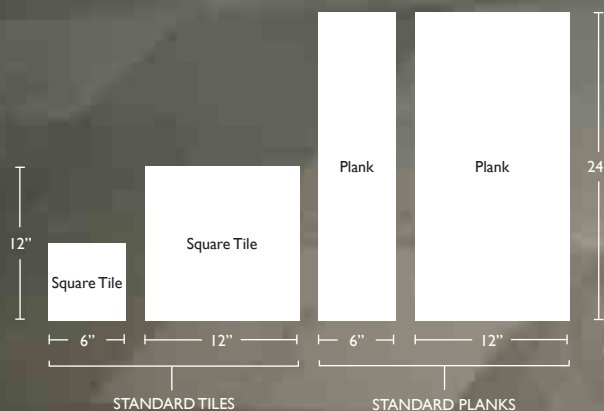 Plank
Plank
24
Square Tile
12”
Square Tile
6”
12”
6”
12”
STANDARD TILES
STANDARD PLANKS